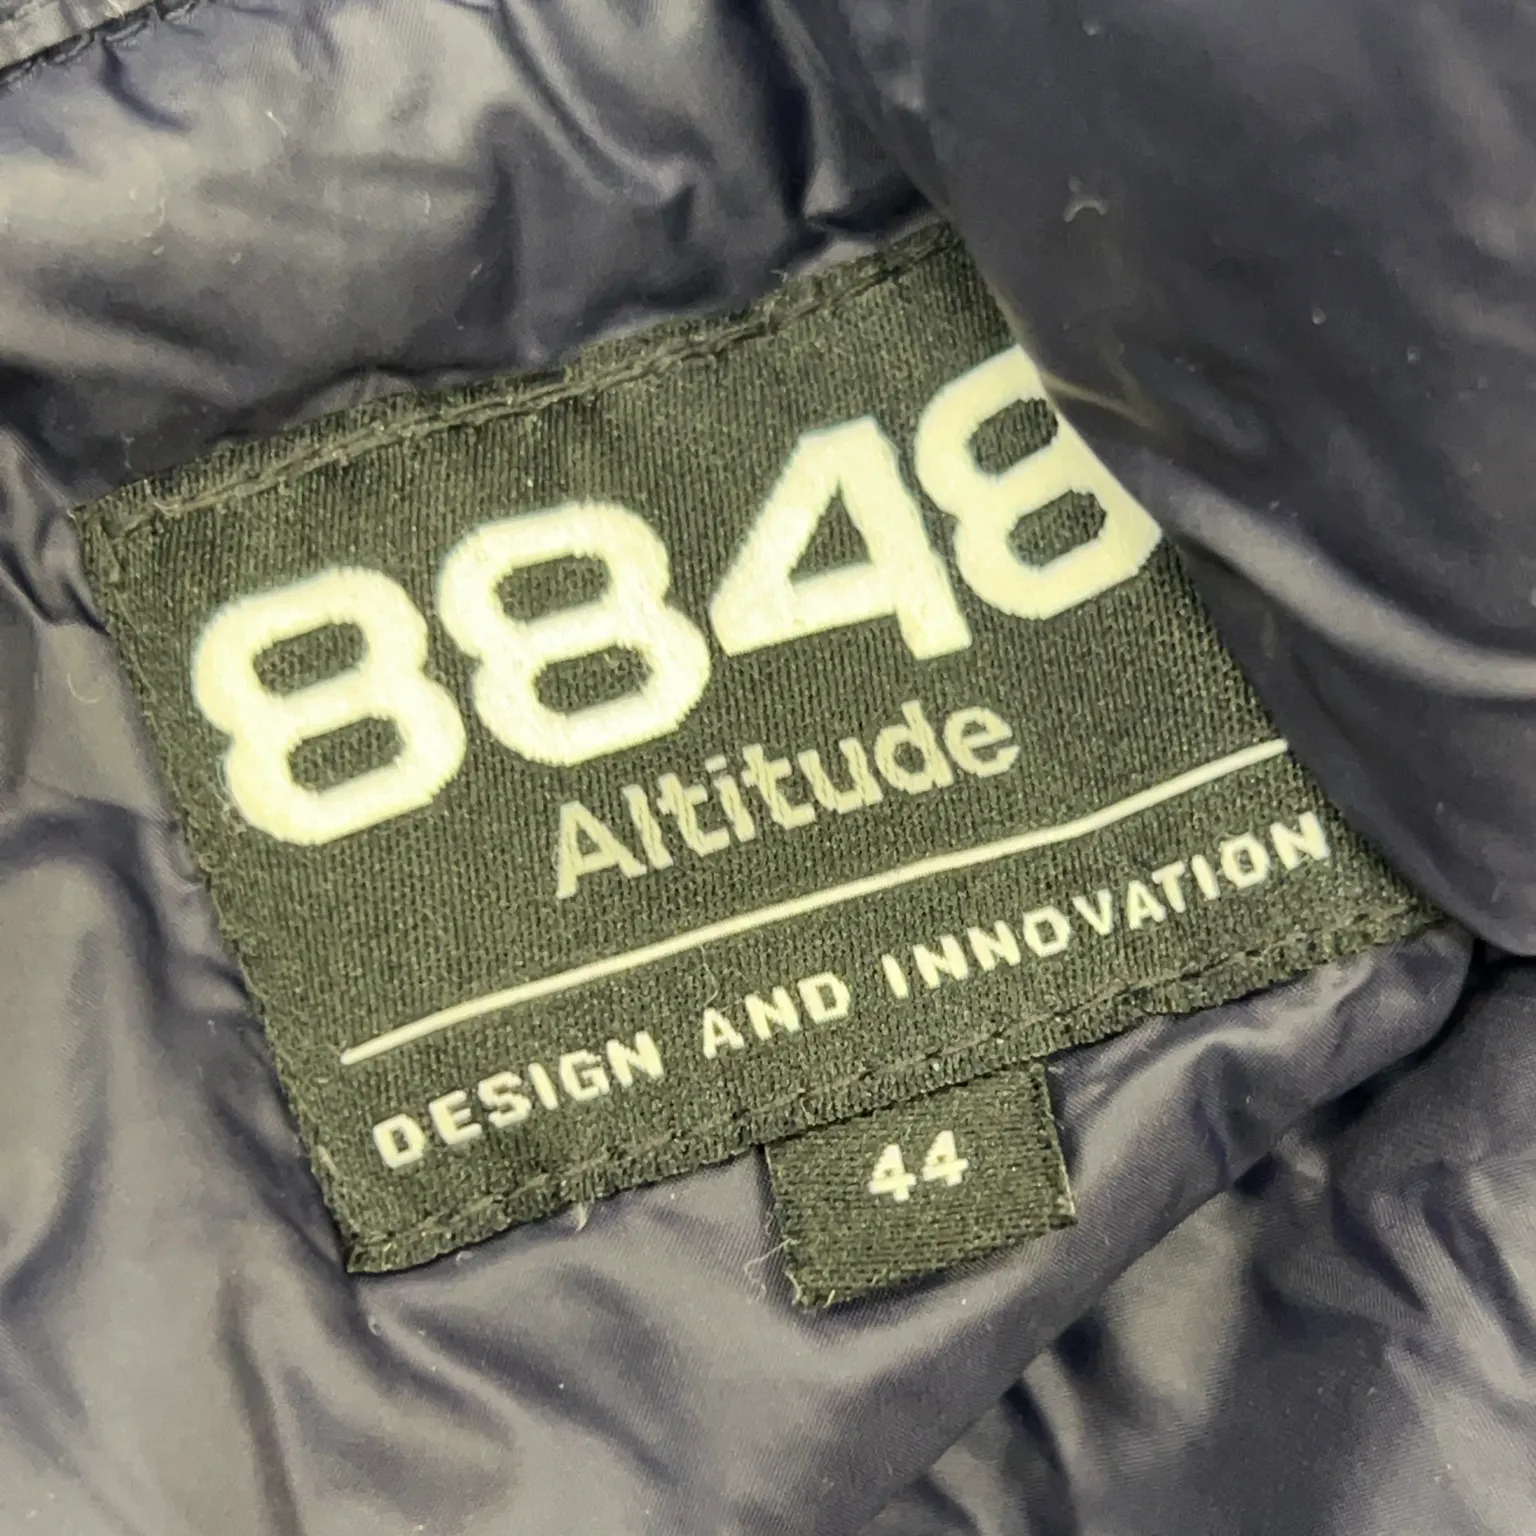 8848
Altitude
DESIGN AND INNOVATION
44